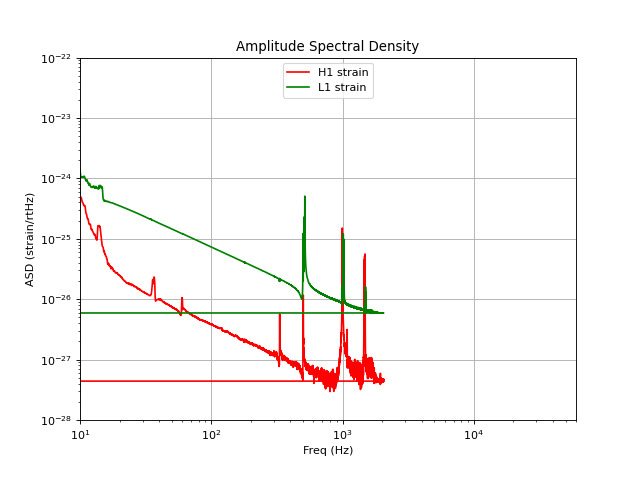 Amplitude Spectral Density
H1 strain
L1 strain
10⁻²²
10⁻²³
10⁻²⁴
10⁻²⁵
10⁻²⁶
10⁻²⁷
10⁻²⁸
ASD (strain/rtHz)
10¹ 10² 10³ 10⁴
Freq (Hz)